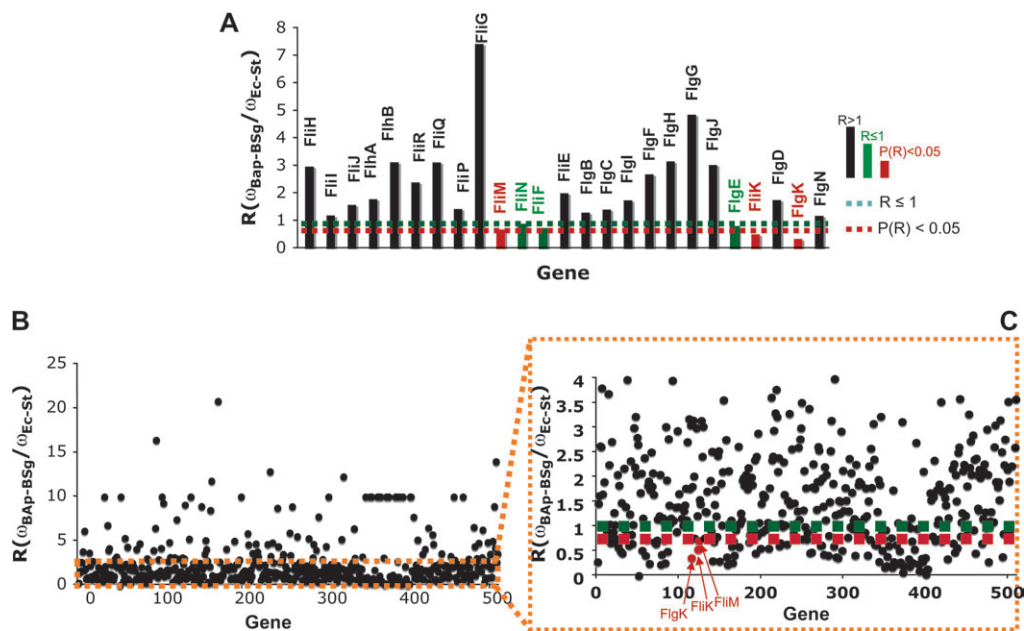 A
R(ωBap-BSg/ωEc-St)
8
7
6
5
4
3
2
1
0
FliH
FliI
FliJ
FlhA
FlhB
FliR
FliQ
FliP
FliG
FliM
FliN
FliF
FliE
FlgB
FlgC
FlgI
FlgF
FlgH
FlgG
FlgJ
FlgE
FliK
FlgD
FlgK
FlgN
Gene
R>1
R≤1
P(R)<0.05
R ≤ 1
P(R) < 0.05
B
R(ωBAp-BSg/ωEc-St)
25
20
15
10
5
0
0 100 200 300 400 500
Gene
C
R(ωBAp-BSg/ωEc-St)
4
3.5
3
2.5
2
1.5
1
0.5
0
0 100 200 300 400 500
FlgK FliK FliM
Gene